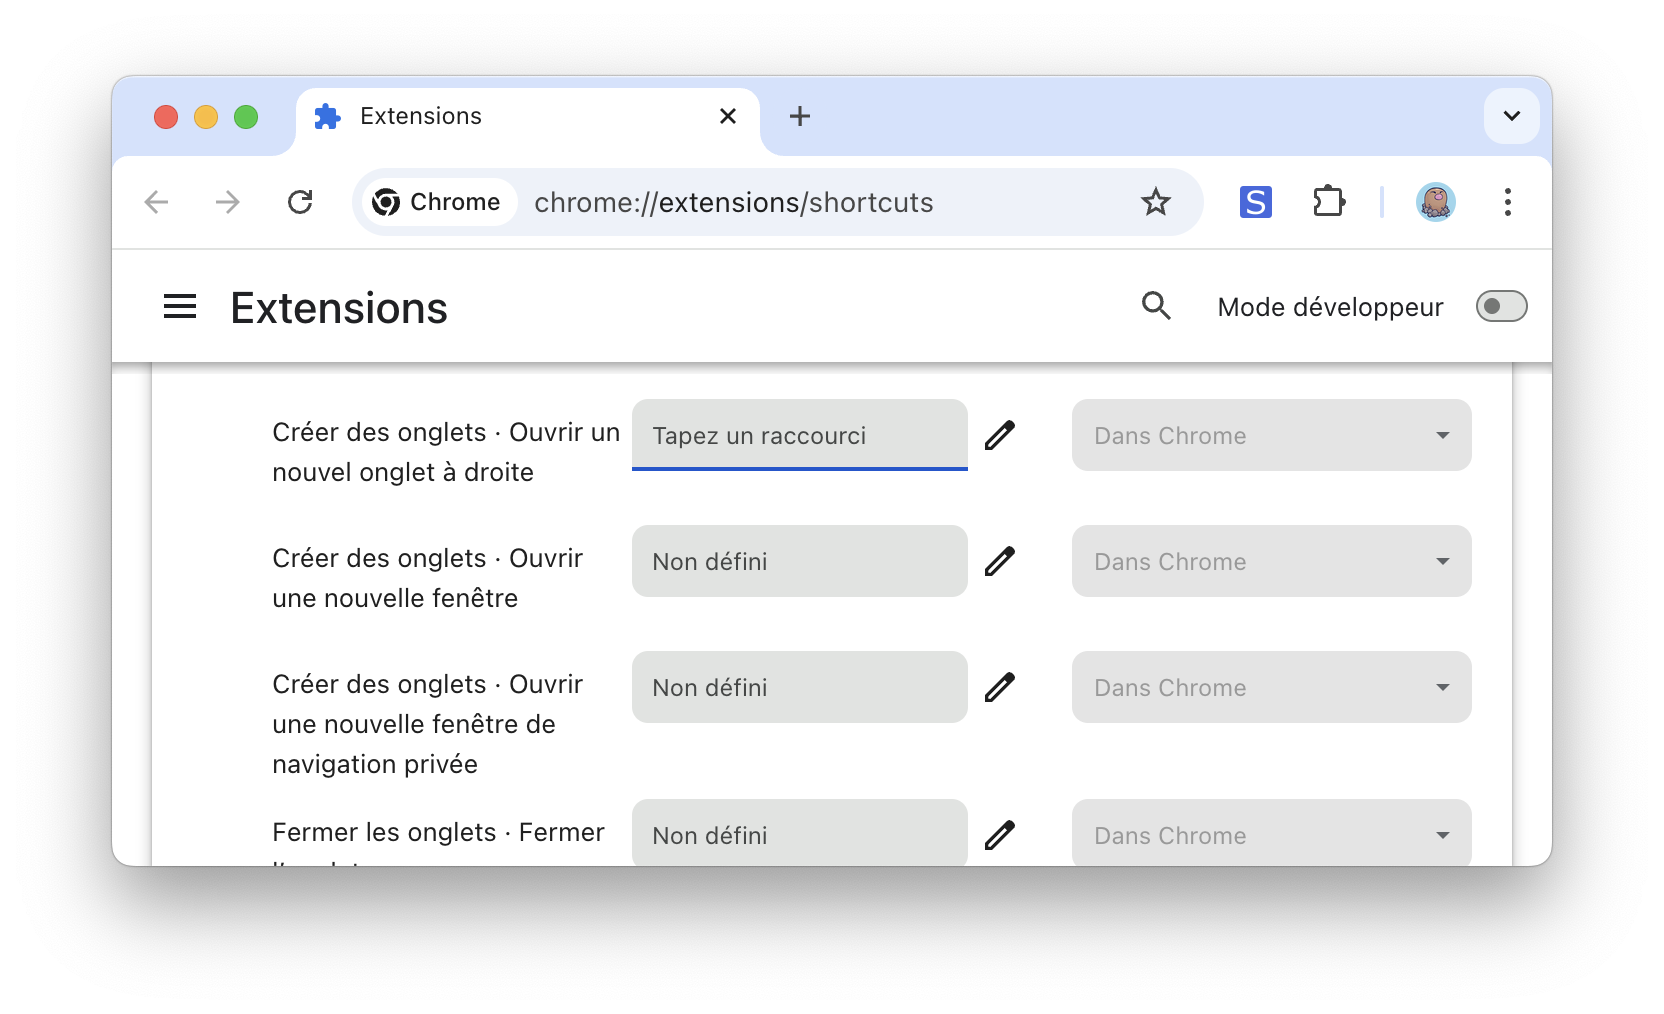 Extensions
Chrome
chrome://extensions/shortcuts
S
Extensions
Mode développeur
Créer des onglets · Ouvrir un
nouvel onglet à droite
Tapez un raccourci
Dans Chrome
Créer des onglets · Ouvrir
une nouvelle fenêtre
Non défini
Dans Chrome
Créer des onglets · Ouvrir
une nouvelle fenêtre de
navigation privée
Non défini
Dans Chrome
Fermer les onglets · Fermer
Non défini
Dans Chrome